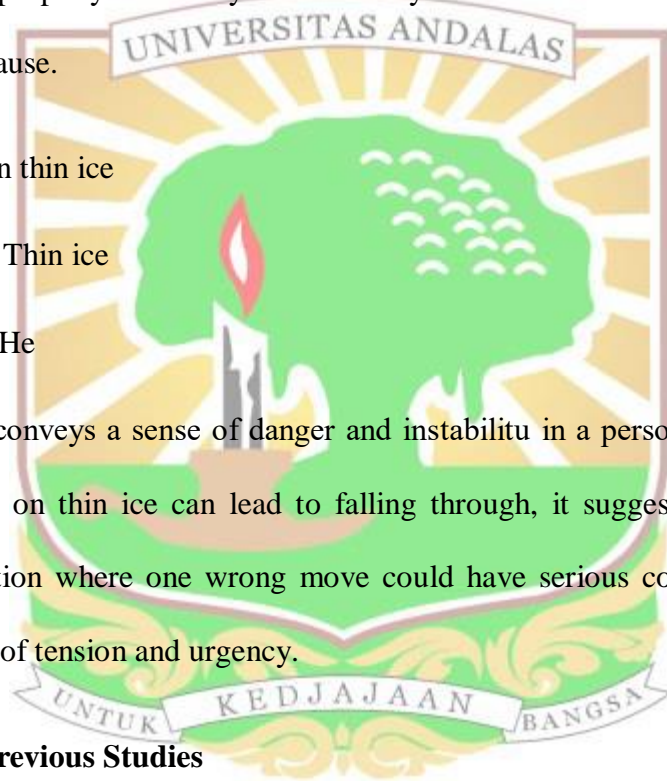 UNIVERSITAS ANDALAS
ause.
n thin ice
Thin ice
He
conveys a sense of danger and instabilitu in a perso
on thin ice can lead to falling through, it sugges
tion where one wrong move could have serious co
of tension and urgency.
UNTUK KEDJAJAAN BANGSA
revious Studies